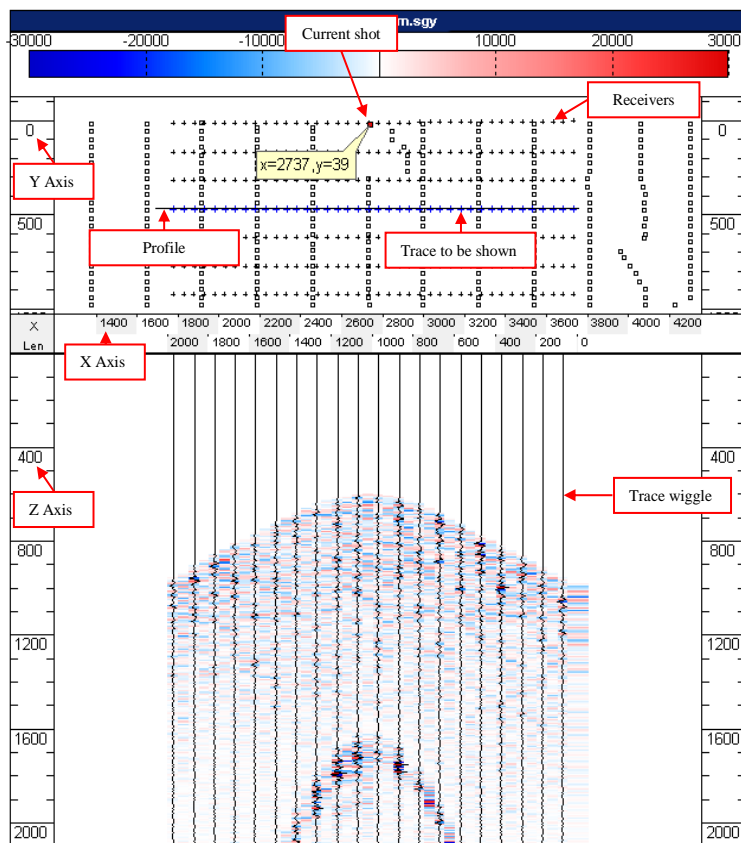 rn.sgy
Current shot
-30000 -20000 -10000 10000 20000 3000
Receivers
0 0
x=2737,y=39
Y Axis
500 500
Profile
Trace to be shown
X 1400 1600 1800 2000 2200 2400 2600 2800 3000 3200 3400 3600 3800 4000 4200
Len 2000 1800 1600 1400 1200 1000 800 600 400 200 0
X Axis
400 400
Z Axis
Trace wiggle
800 800
1200 1200
1600 1600
2000 2000